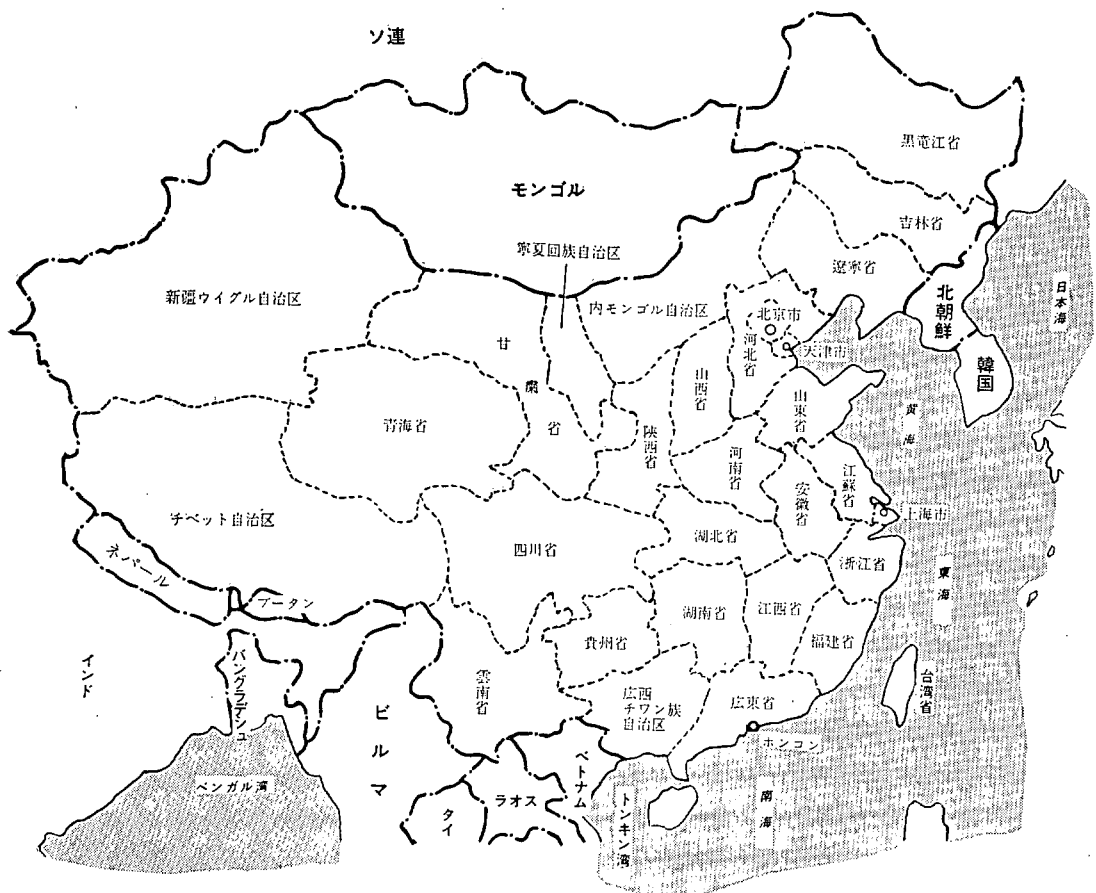 ソ連
黒竜江省
モンゴル
吉林省
寧夏回族自治区
遼寧省
新疆ウイグル自治区
内モンゴル自治区
北京市
北朝鮮
日本海
甘
粛
省
河北省
天津市
韓国
山西省
山東省
黄海
青海省
陝西省
河南省
江蘇省
安徽省
上海市
チベット自治区
四川省
湖北省
浙江省
東海
ネパール
ブータン
湖南省
江西省
貴州省
福建省
インド
バングラデシュ
雲南省
広西
チワン族
自治区
広東省
台湾省
ビルマ
ホンコン
ベトナム
ベンガル湾
ラオス
タイ
トンキン湾
南海